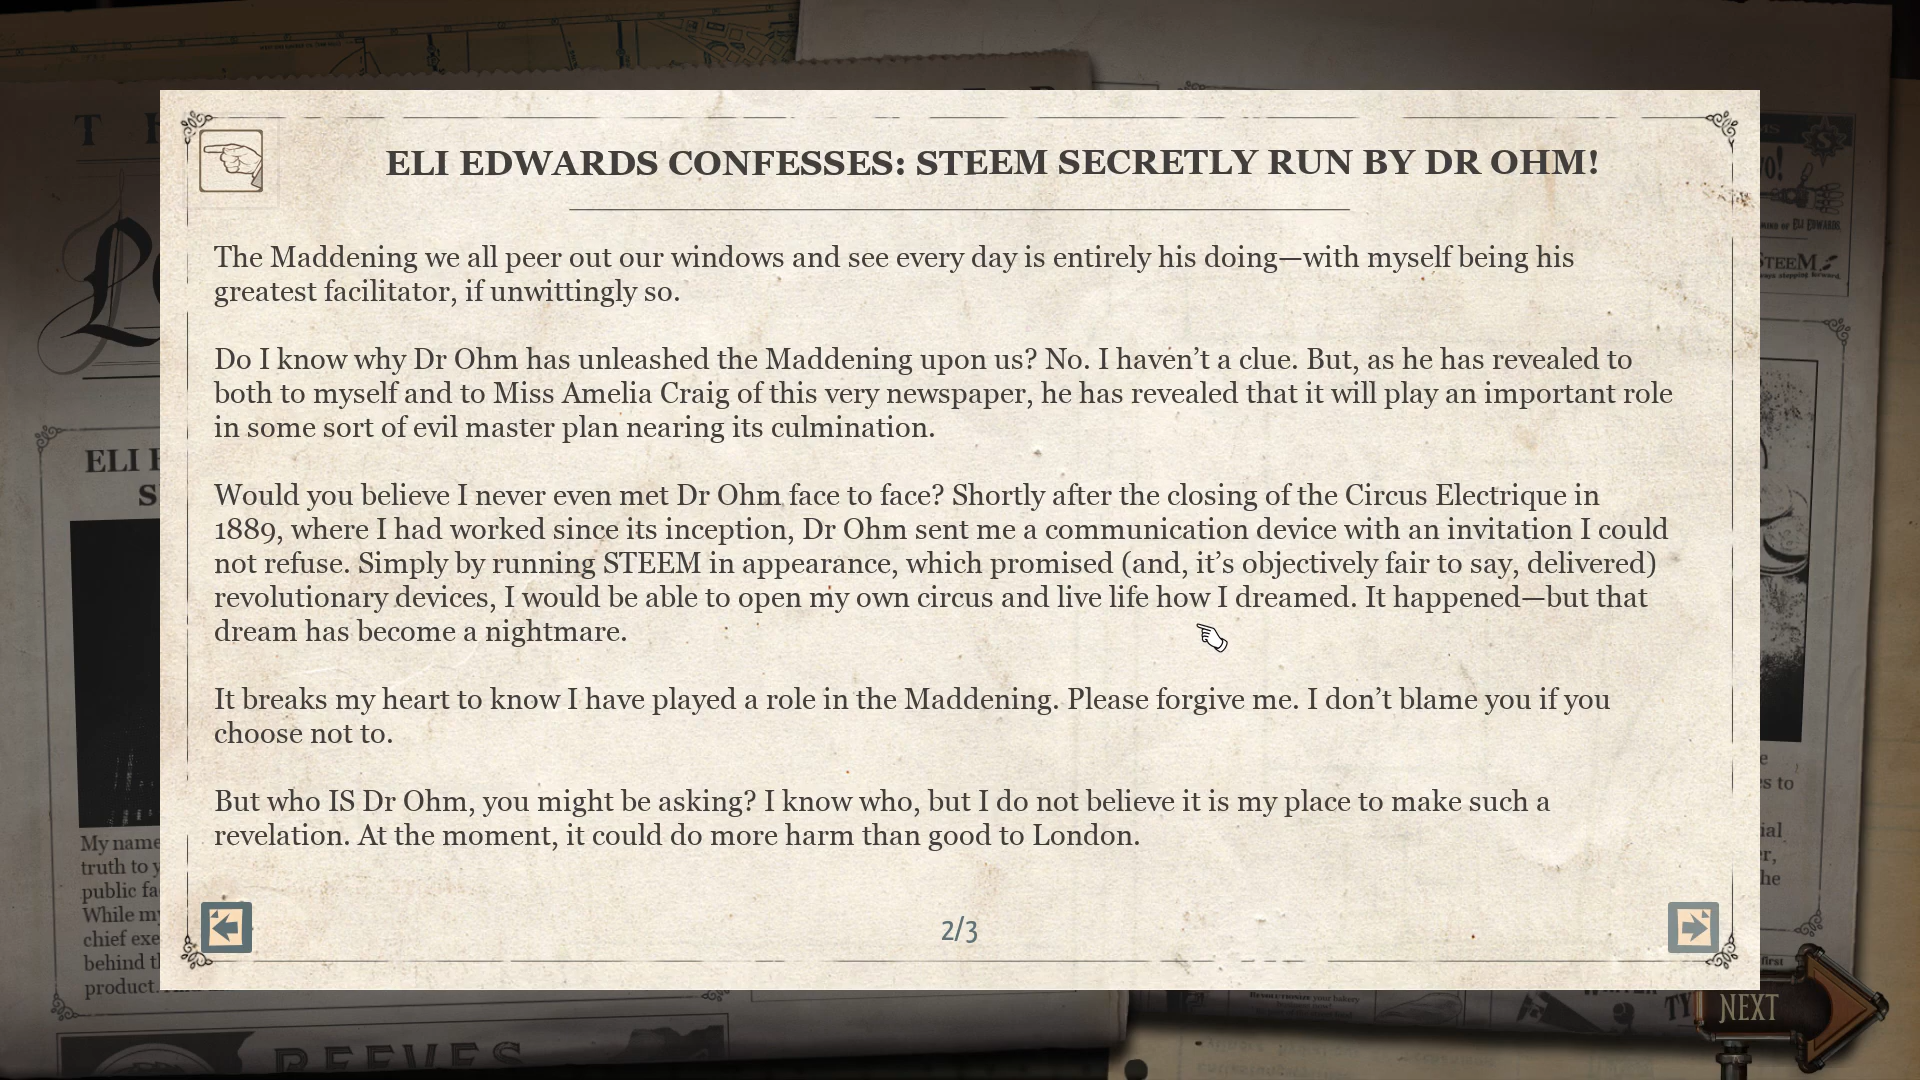 ELI EDWARDS CONFESSES: STEEM SECRETLY RUN BY DR OHM!
The Maddening we all peer out our windows and see every day is entirely his doing—with myself being his
greatest facilitator, if unwittingly so.
Do I know why Dr Ohm has unleashed the Maddening upon us? No. I haven’t a clue. But, as he has revealed to
both to myself and to Miss Amelia Craig of this very newspaper, he has revealed that it will play an important role
in some sort of evil master plan nearing its culmination.
Would you believe I never even met Dr Ohm face to face? Shortly after the closing of the Circus Electrique in
1889, where I had worked since its inception, Dr Ohm sent me a communication device with an invitation I could
not refuse. Simply by running STEEM in appearance, which promised (and, it’s objectively fair to say, delivered)
revolutionary devices, I would be able to open my own circus and live life how I dreamed. It happened—but that
dream has become a nightmare.
It breaks my heart to know I have played a role in the Maddening. Please forgive me. I don’t blame you if you
choose not to.
But who IS Dr Ohm, you might be asking? I know who, but I do not believe it is my place to make such a
revelation. At the moment, it could do more harm than good to London.
2/3
ELI
My name
truth to
public
While
chief
behind
product.
REEVES
NEXT